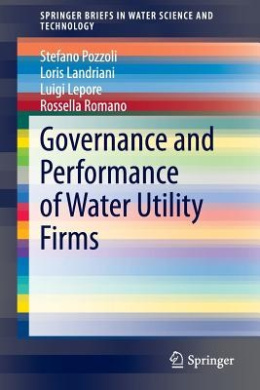 SPRINGER BRIEFS IN WATER SCIENCE AND
TECHNOLOGY
Stefano Pozzoli
Loris Landriani
Luigi Lepore
Rossella Romano
Governance and
Performance
of Water Utility
Firms
Springer